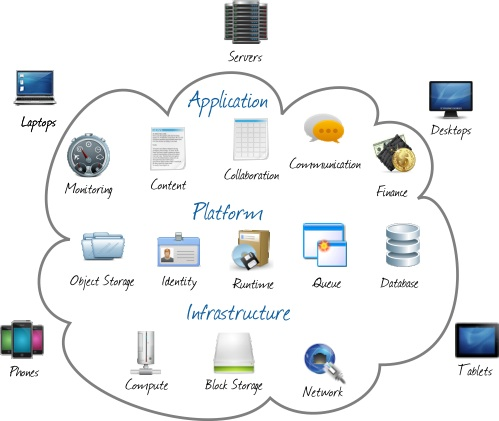 Servers
Laptops
Desktops
Application
Monitoring
Content
Collaboration
Communication
Finance
Platform
Object Storage
Identity
Runtime
Queue
Database
Infrastructure
Phones
Compute
Block Storage
Network
Tablets